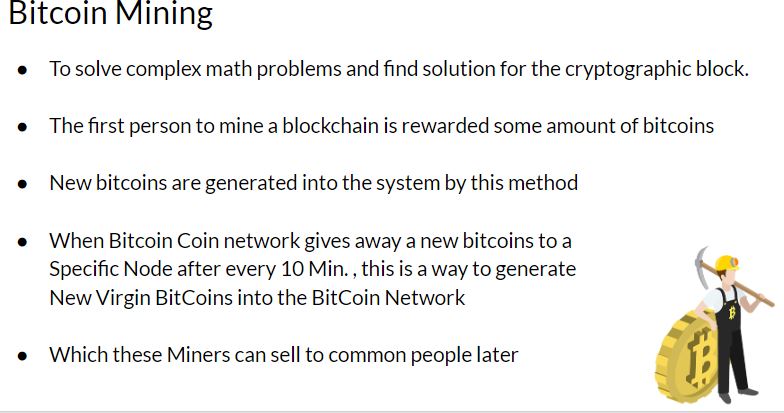 Bitcoin Mining
● To solve complex math problems and find solution for the cryptographic block.
● The first person to mine a blockchain is rewarded some amount of bitcoins
● New bitcoins are generated into the system by this method
● When Bitcoin Coin network gives away a new bitcoins to a
Specific Node after every 10 Min. , this is a way to generate
New Virgin BitCoins into the BitCoin Network
● Which these Miners can sell to common people later